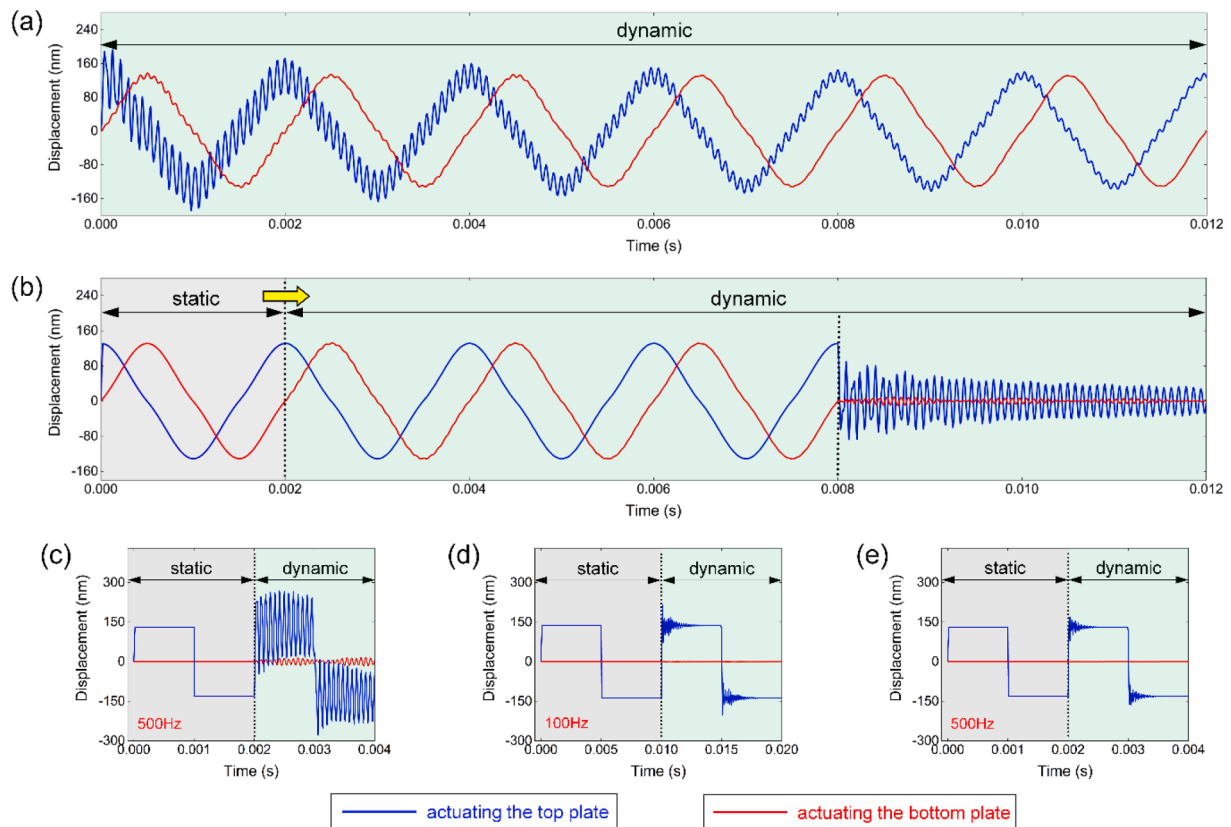 (a)
dynamic
Displacement (nm)
240
160
80
0
-80
-160
0.000
0.002
0.004
0.006
0.008
0.010
0.012
Time (s)
(b)
static
dynamic
Displacement (nm)
240
160
80
0
-80
-160
0.000
0.002
0.004
0.006
0.008
0.010
0.012
Time (s)
(c)
static
dynamic
Displacement (nm)
300
150
0
-150
-300
500Hz
0.000
0.001
0.002
0.003
0.004
Time (s)
(d)
static
dynamic
Displacement (nm)
300
150
0
-150
-300
100Hz
0.000
0.005
0.010
0.015
0.020
Time (s)
(e)
static
dynamic
Displacement (nm)
300
150
0
-150
-300
500Hz
0.000
0.001
0.002
0.003
0.004
Time (s)
actuating the top plate
actuating the bottom plate